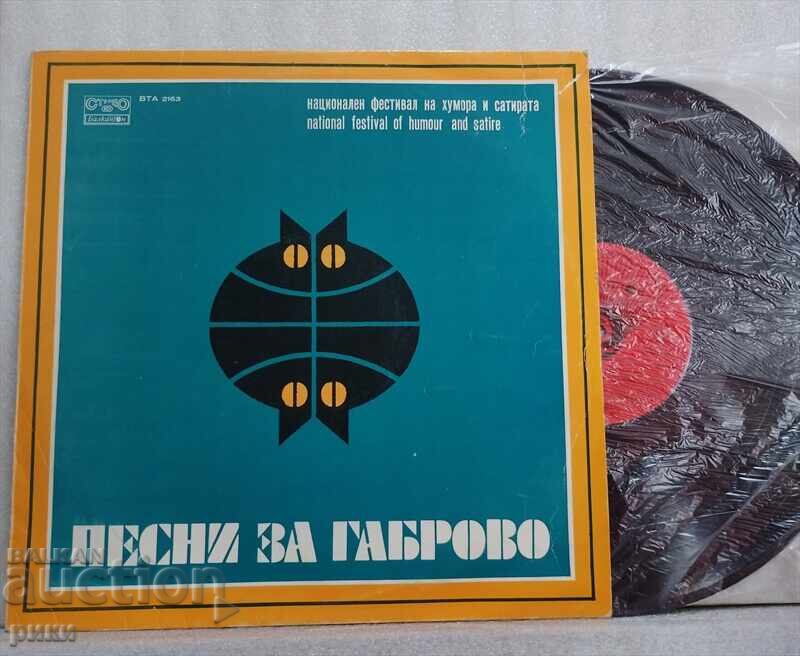 СТЕРЕО
балкантон
ВТА 2163
национален фестивал на хумора и сатирата
national festival of humour and satire
ПЕСНИ ЗА ГАБРОВО
BALKAN
auction
рики